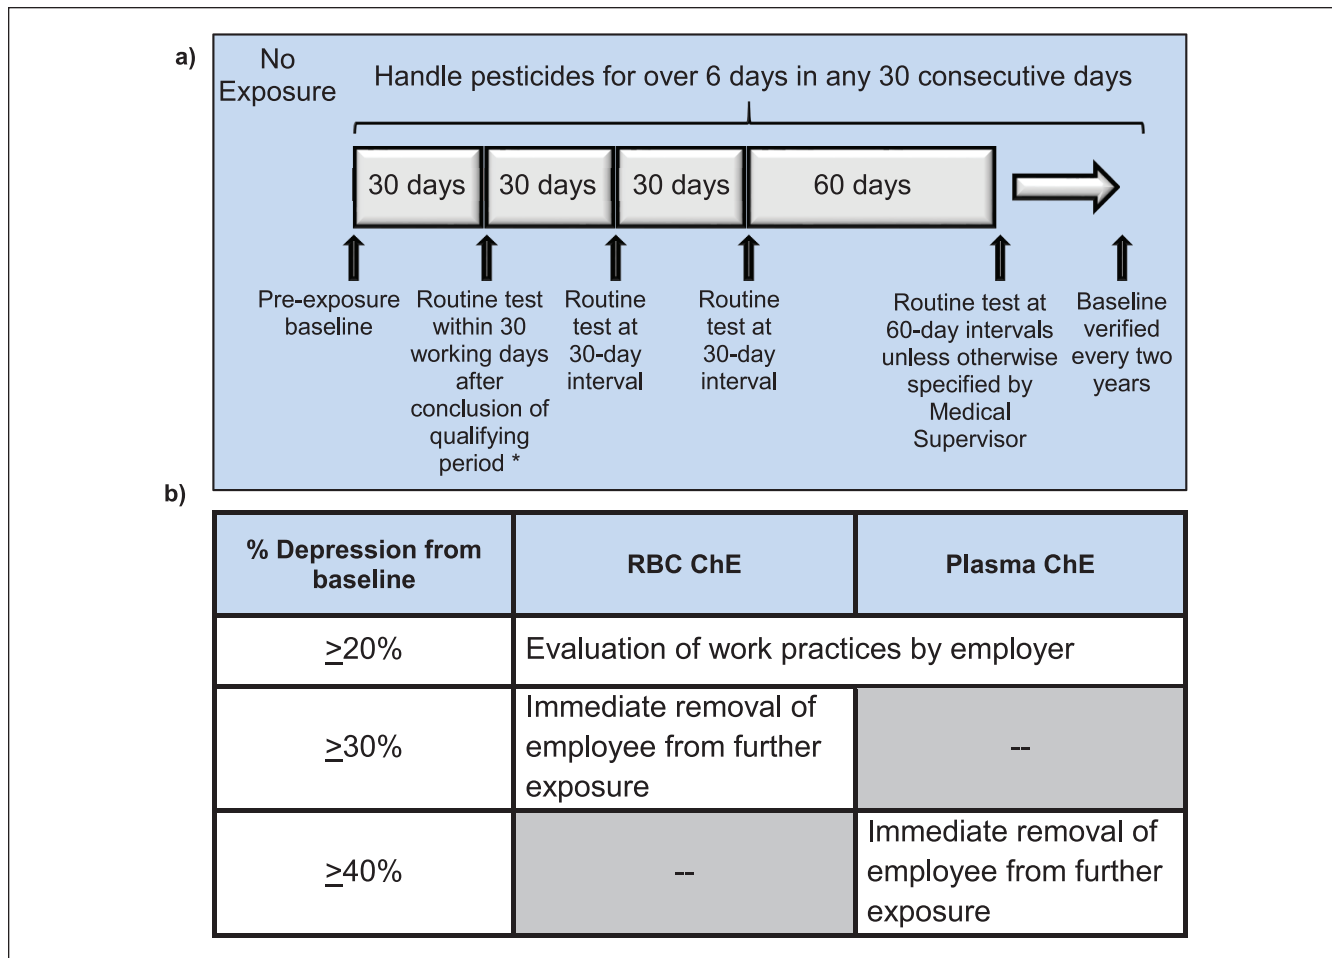 a)
No
Exposure
Handle pesticides for over 6 days in any 30 consecutive days
30 days
30 days
30 days
60 days
Pre-exposure
baseline
Routine test
within 30
working days
after
conclusion of
qualifying
period *
Routine
test at
30-day
interval
Routine
test at
30-day
interval
Routine test at
60-day intervals
unless otherwise
specified by
Medical
Supervisor
Baseline
verified
every two
years
b)
% Depression from
baseline
RBC ChE
Plasma ChE
≥20%
Evaluation of work practices by employer
≥30%
Immediate removal of
employee from further
exposure
--
≥40%
--
Immediate removal of
employee from further
exposure